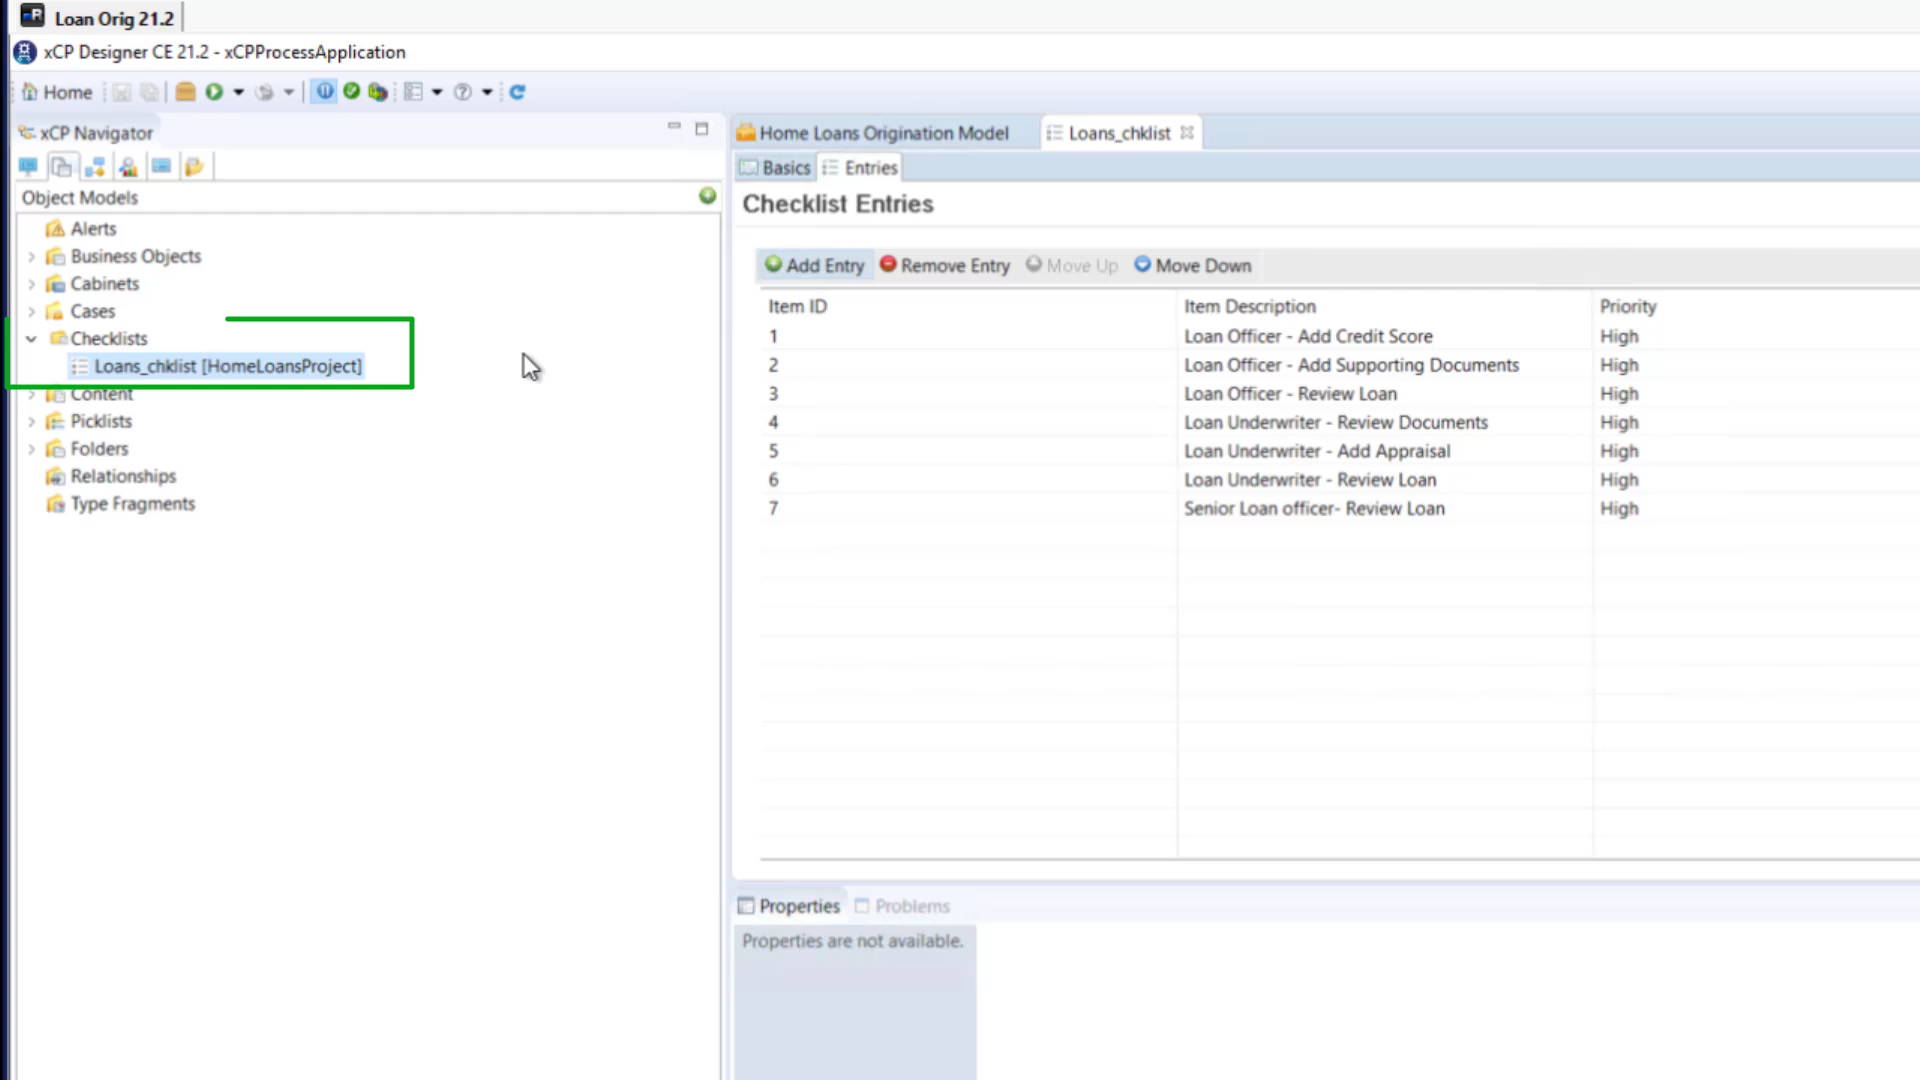 Loan Orig 21.2
xCP Designer CE 21.2 - xCPProcessApplication
Home
xCP Navigator
Object Models
Alerts
Business Objects
Cabinets
Cases
Checklists
Loans_chklist [HomeLoansProject]
Content
Picklists
Folders
Relationships
Type Fragments
Home Loans Origination Model Loans_chklist
Basics Entries
Checklist Entries
Add Entry Remove Entry Move Up Move Down
Item ID Item Description Priority
1 Loan Officer - Add Credit Score High
2 Loan Officer - Add Supporting Documents High
3 Loan Officer - Review Loan High
4 Loan Underwriter - Review Documents High
5 Loan Underwriter - Add Appraisal High
6 Loan Underwriter - Review Loan High
7 Senior Loan officer- Review Loan High
Properties Problems
Properties are not available.